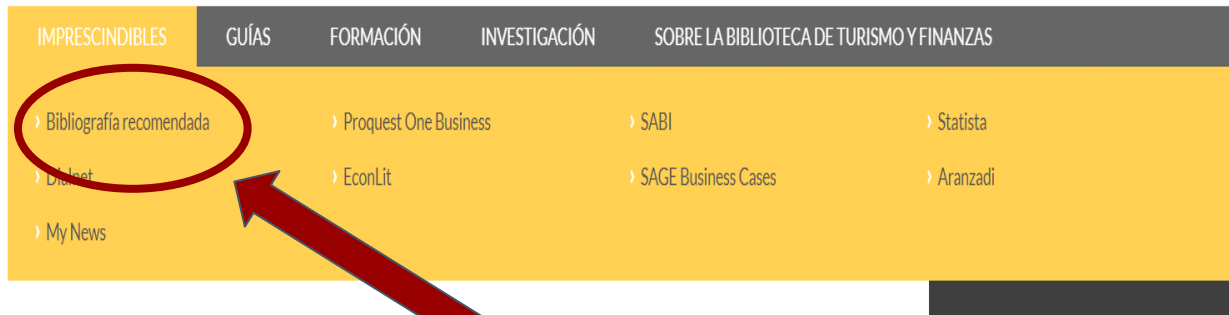 IMPRESCINDIBLES GUÍAS FORMACIÓN INVESTIGACIÓN SOBRE LA BIBLIOTECA DE TURISMO Y FINANZAS
› Bibliografía recomendada › Proquest One Business › SABI › Statista
› Dialnet › EconLit › SAGE Business Cases › Aranzadi
› My News